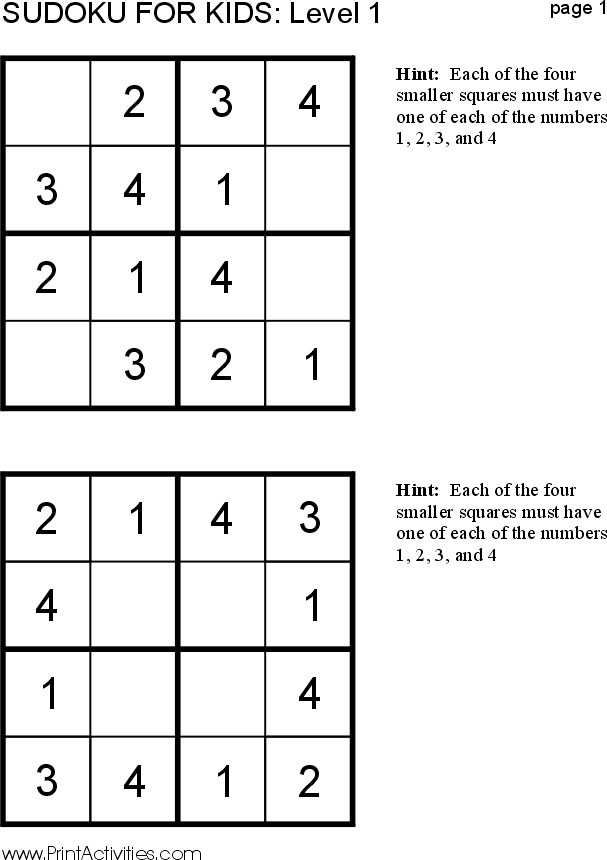 SUDOKU FOR KIDS: Level 1
page 1
2 3 4
3 4 1
2 1 4
3 2 1
Hint: Each of the four
smaller squares must have
one of each of the numbers
1, 2, 3, and 4
2 1 4 3
4 1
1 4
3 4 1 2
Hint: Each of the four
smaller squares must have
one of each of the numbers
1, 2, 3, and 4
www.PrintActivities.com